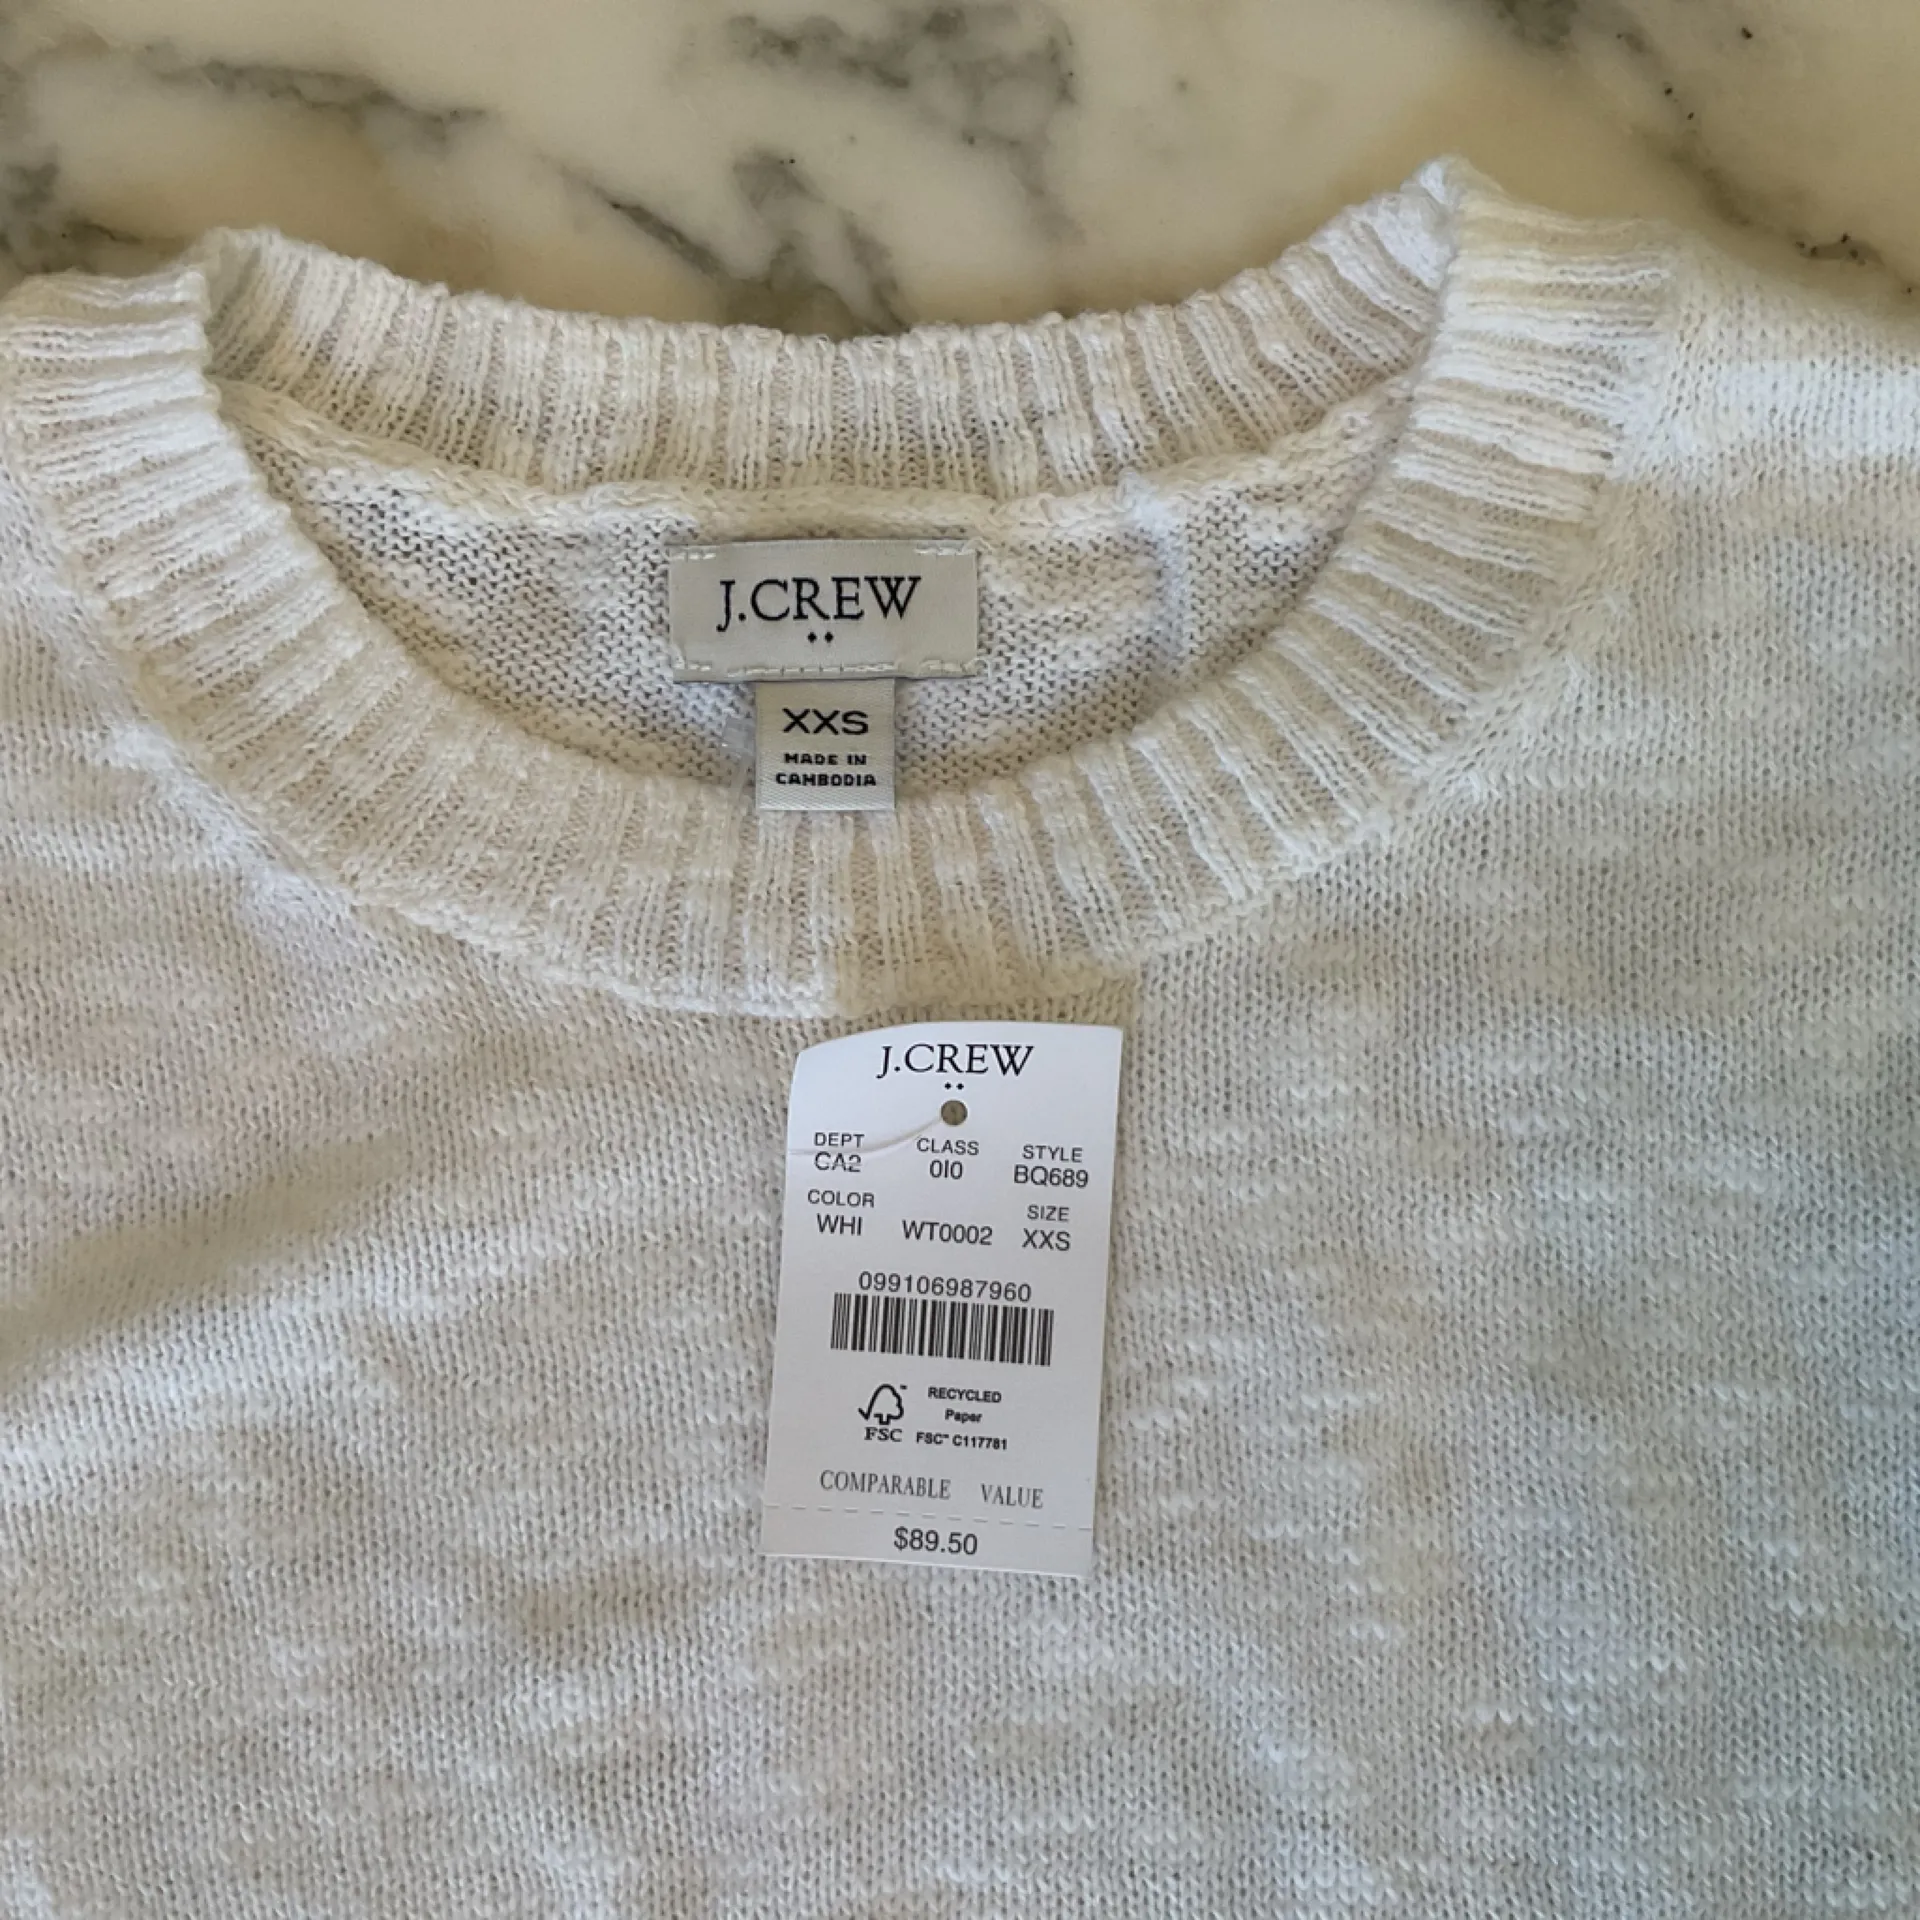 J.CREW
XXS
MADE IN
CAMBODIA
J.CREW
DEPT CLASS STYLE
CA2 010 BQ689
COLOR SIZE
WHI WT0002 XXS
099106987960
RECYCLED
Paper
FSC FSC™ C117781
COMPARABLE VALUE
$89.50